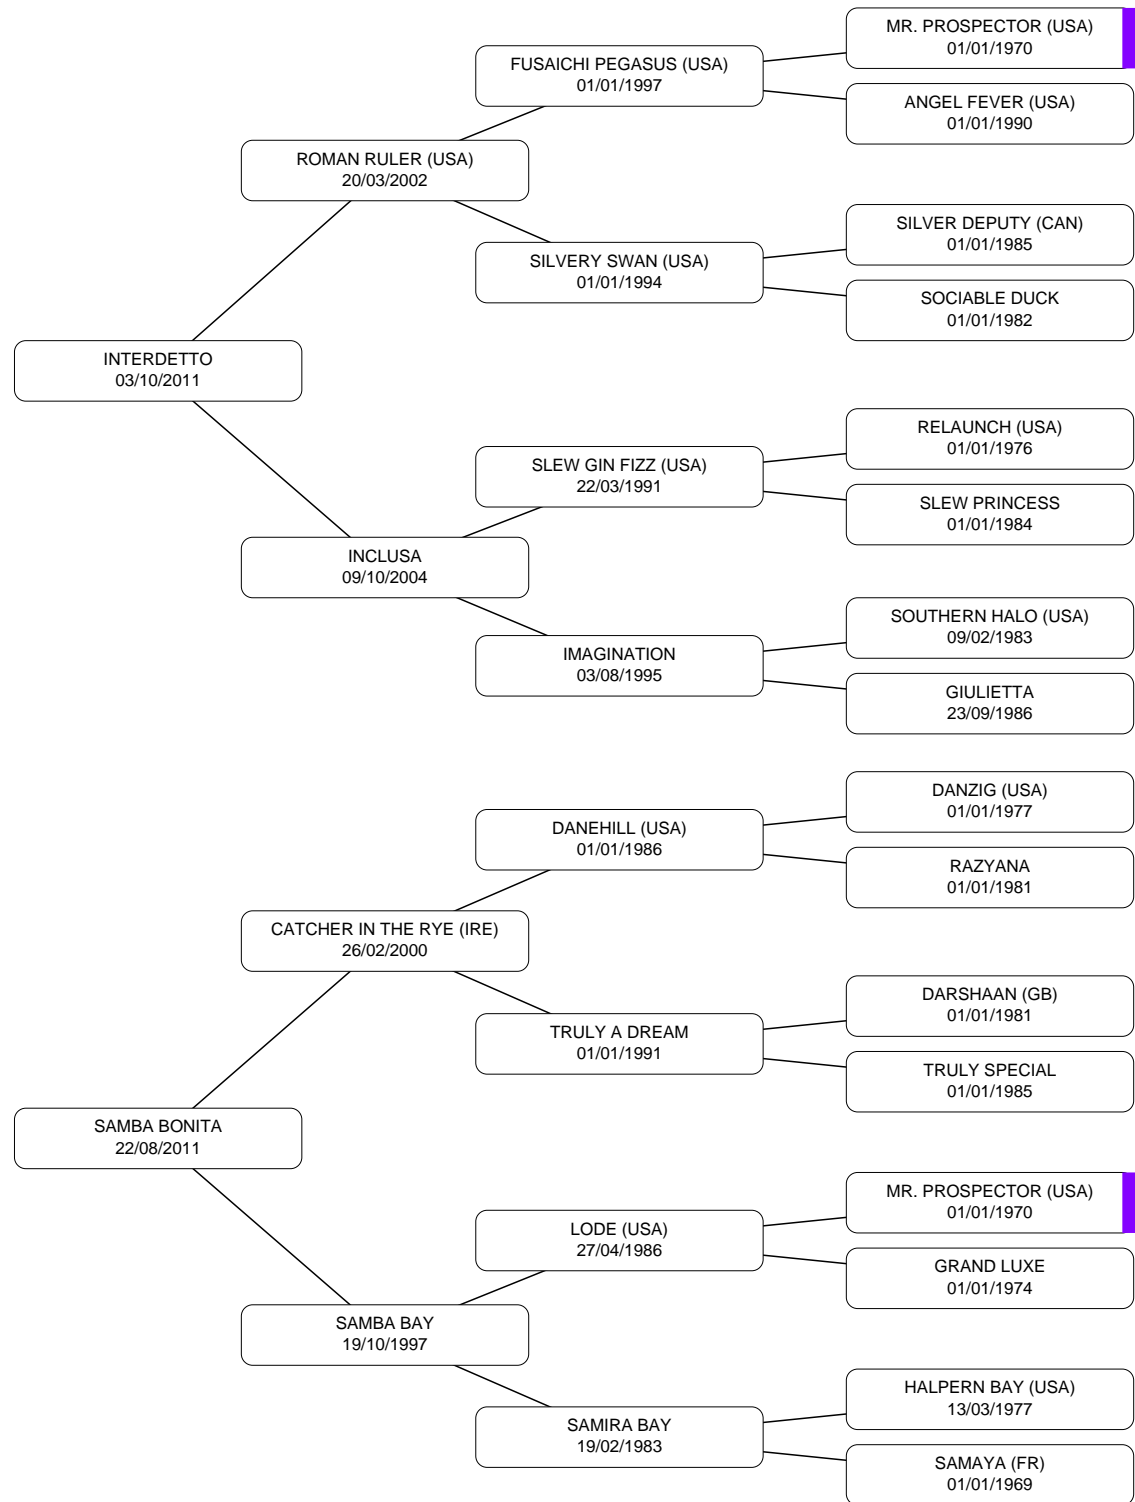 MR. PROSPECTOR (USA)
01/01/1970
FUSAICHI PEGASUS (USA)
01/01/1997
ANGEL FEVER (USA)
01/01/1990
ROMAN RULER (USA)
20/03/2002
SILVER DEPUTY (CAN)
01/01/1985
SILVERY SWAN (USA)
01/01/1994
SOCIABLE DUCK
01/01/1982
INTERDETTO
03/10/2011
RELAUNCH (USA)
01/01/1976
SLEW GIN FIZZ (USA)
22/03/1991
SLEW PRINCESS
01/01/1984
INCLUSA
09/10/2004
SOUTHERN HALO (USA)
09/02/1983
IMAGINATION
03/08/1995
GIULIETTA
23/09/1986
DANZIG (USA)
01/01/1977
DANEHILL (USA)
01/01/1986
RAZYANA
01/01/1981
CATCHER IN THE RYE (IRE)
26/02/2000
DARSHAAN (GB)
01/01/1981
TRULY A DREAM
01/01/1991
TRULY SPECIAL
01/01/1985
SAMBA BONITA
22/08/2011
MR. PROSPECTOR (USA)
01/01/1970
LODE (USA)
27/04/1986
GRAND LUXE
01/01/1974
SAMBA BAY
19/10/1997
HALPERN BAY (USA)
13/03/1977
SAMIRA BAY
19/02/1983
SAMAYA (FR)
01/01/1969